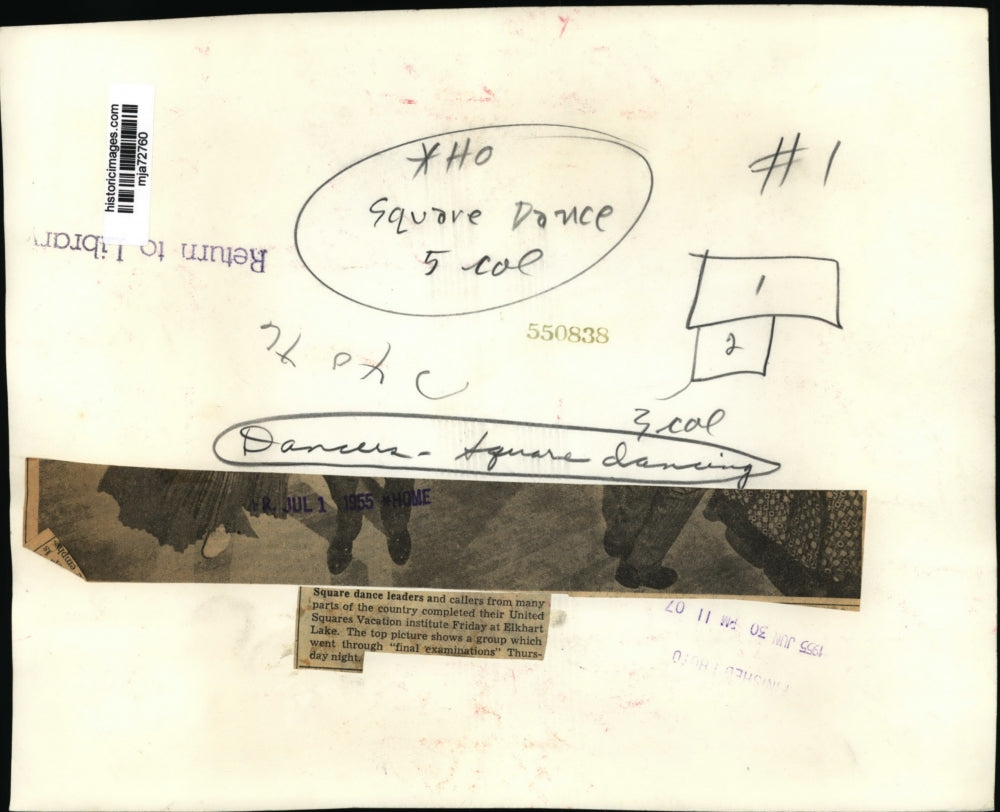 historicimages.com
mja72760
*HO
Square Dance
5 col
#1
Return to Library
1
2
550838
3 col
Dancers - Square dancing
JUL 1 1955 *HOME
Square dance leaders and callers from many
parts of the country completed their United
Squares Vacation institute Friday at Elkhart
Lake. The top picture shows a group which
went through "final examinations" Thurs-
day night.
1955 JUN 30 PM 11 07
FINISHED PHOTO